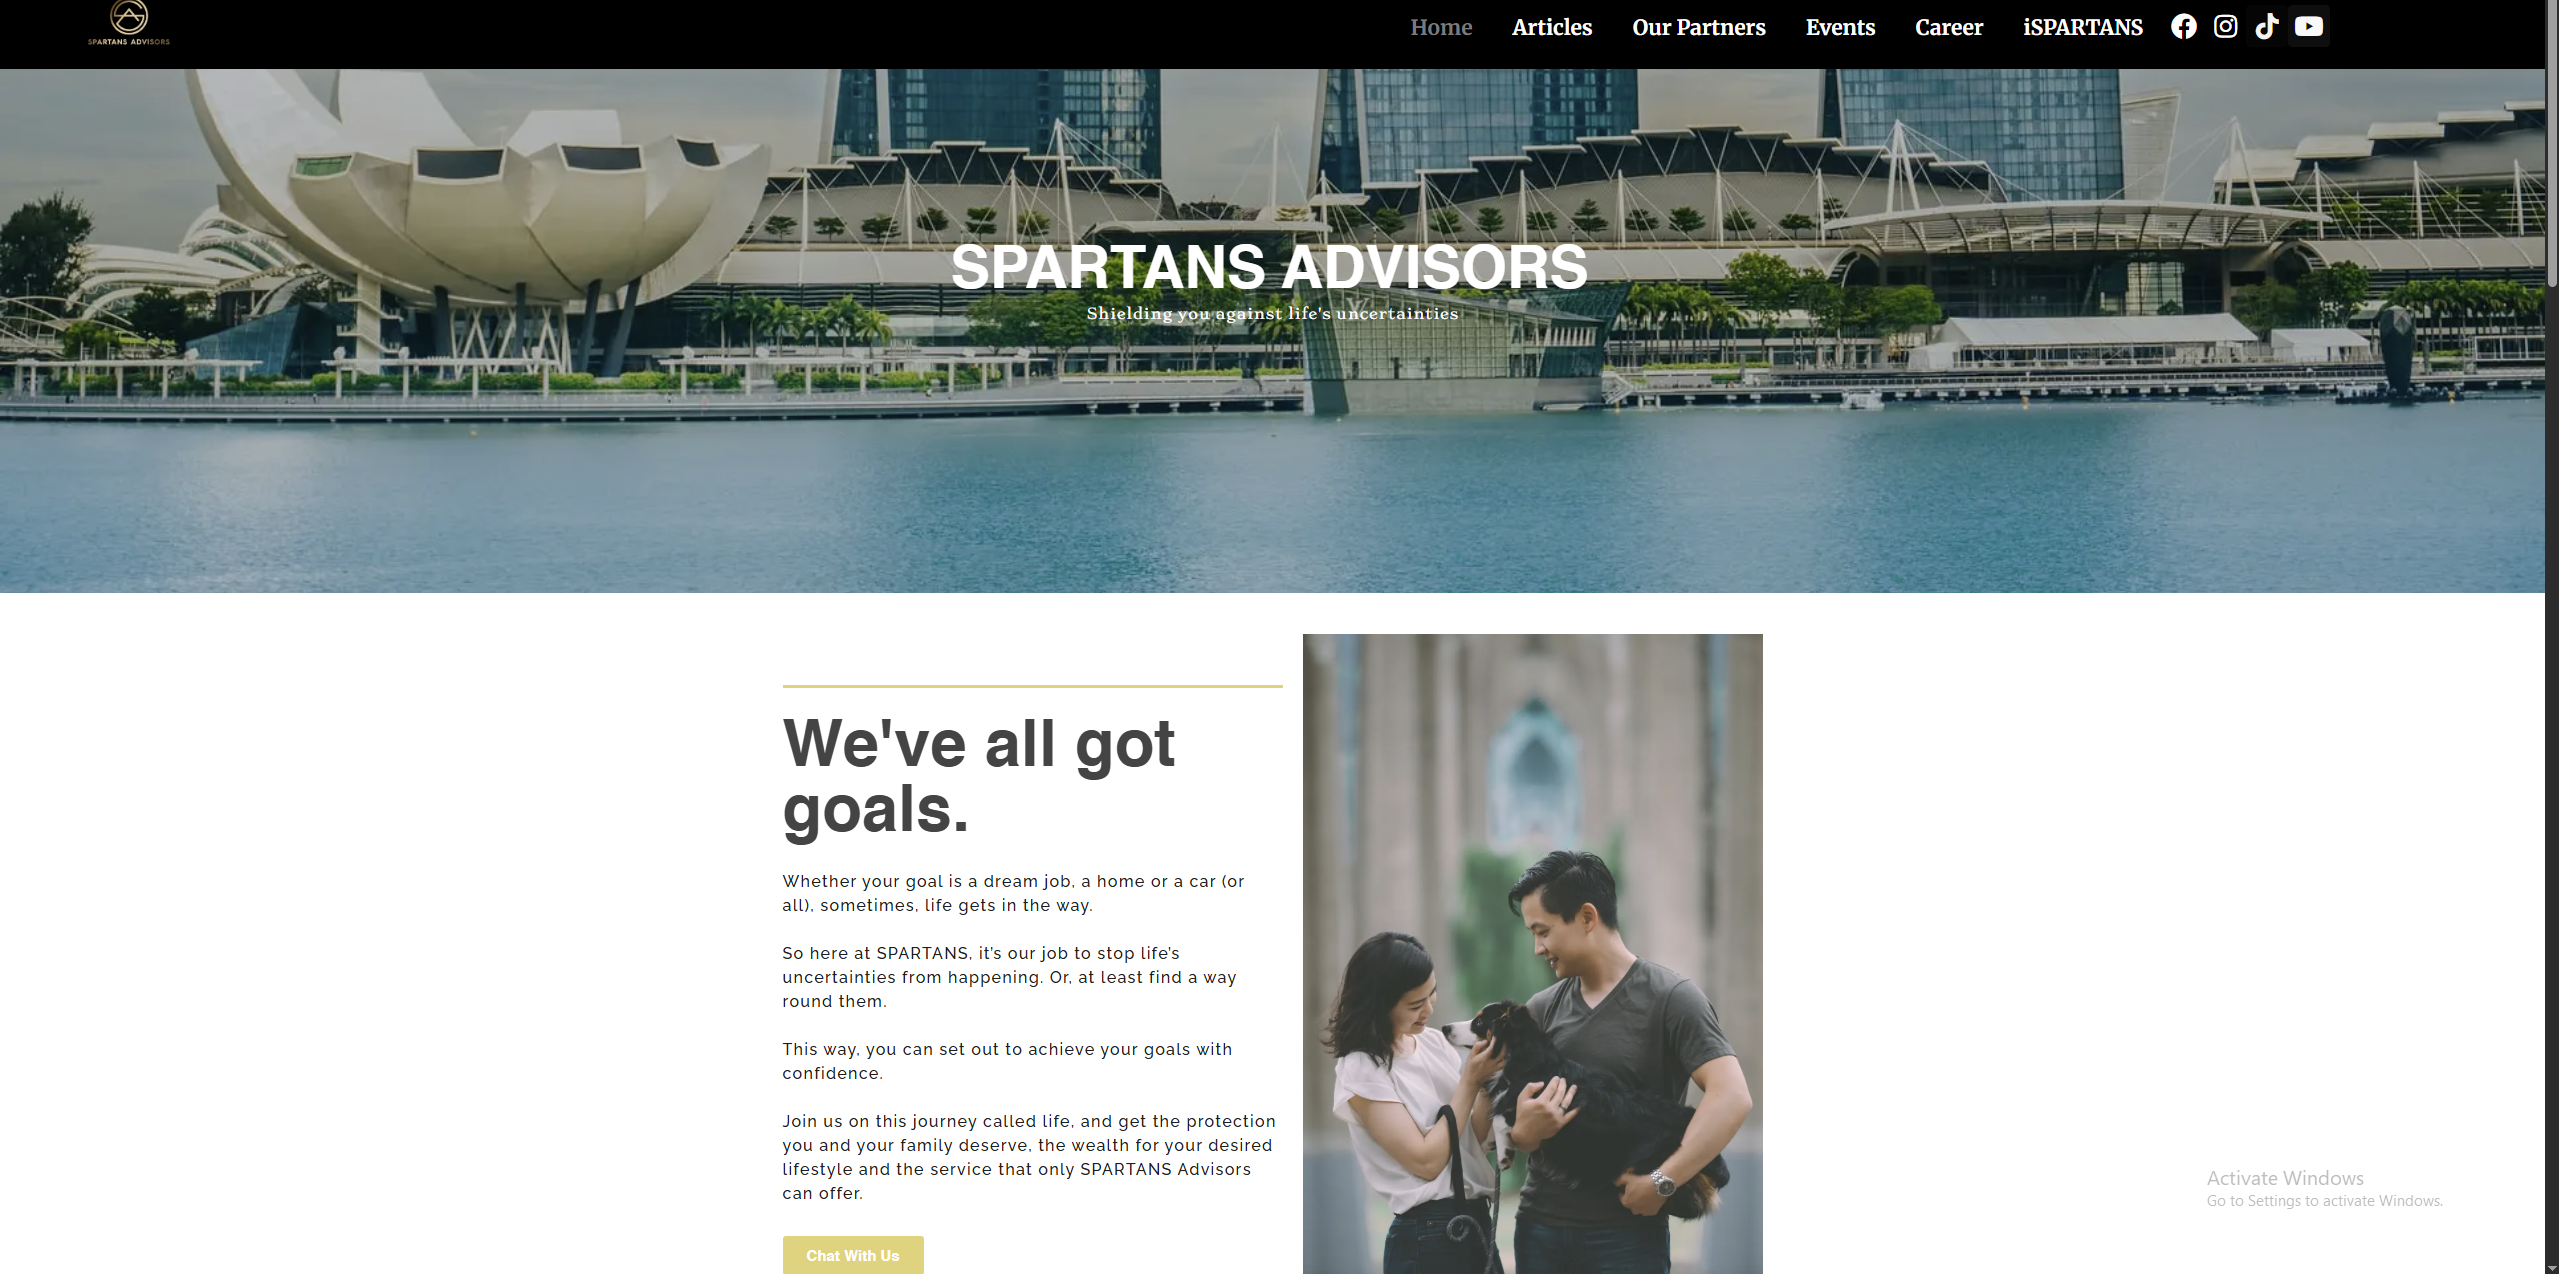 SPARTANS ADVISORS
Home Articles Our Partners Events Career iSPARTANS
SPARTANS ADVISORS
Shielding you against life's uncertainties
We've all got
goals.
Whether your goal is a dream job, a home or a car (or
all), sometimes, life gets in the way.
So here at SPARTANS, it’s our job to stop life’s
uncertainties from happening. Or, at least find a way
round them.
This way, you can set out to achieve your goals with
confidence.
Join us on this journey called life, and get the protection
you and your family deserve, the wealth for your desired
lifestyle and the service that only SPARTANS Advisors
can offer.
Chat With Us
Activate Windows
Go to Settings to activate Windows.